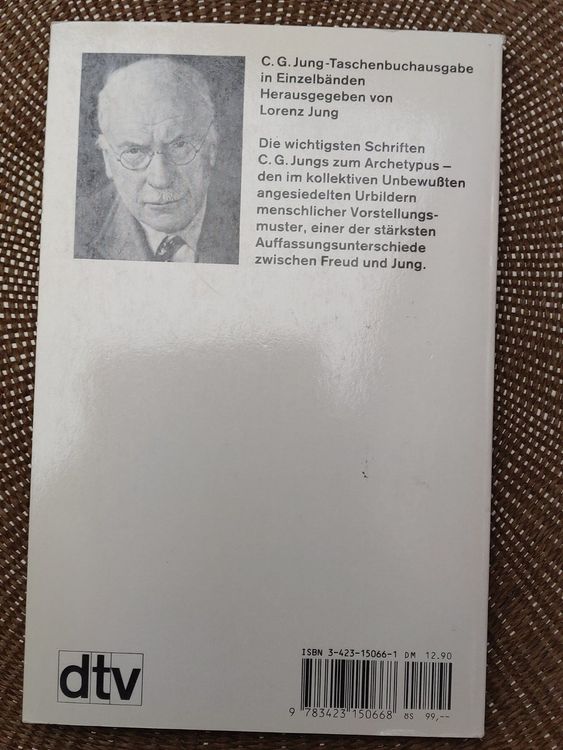 C. G. Jung-Taschenbuchausgabe
in Einzelbänden
Herausgegeben von
Lorenz Jung
Die wichtigsten Schriften
C. G. Jungs zum Archetypus –
den im kollektiven Unbewußten
angesiedelten Urbildern
menschlicher Vorstellungs-
muster, einer der stärksten
Auffassungsunterschiede
zwischen Freud und Jung.
dtv
ISBN 3-423-15066-1 DM 12.90
9 783423 150668 öS 99,--